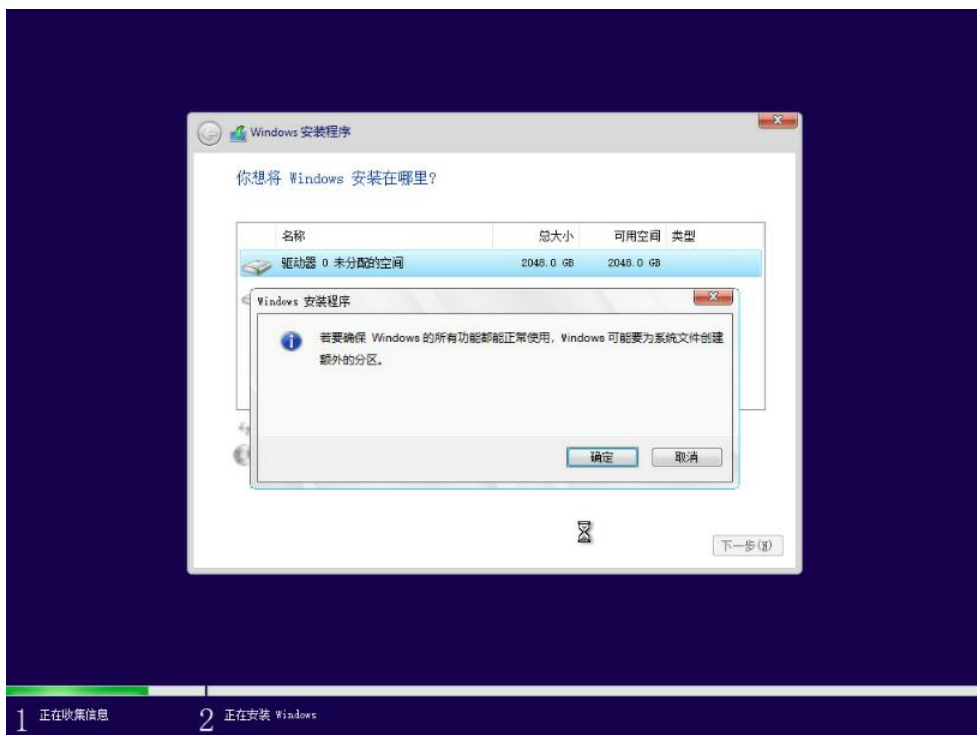 Windows 安装程序
你想将 Windows 安装在哪里?
名称 总大小 可用空间 类型
驱动器 0 未分配的空间 2048.0 GB 2048.0 GB
Windows 安装程序
若要确保 Windows 的所有功能都能正常使用，Windows 可能要为系统文件创建
额外的分区。
确定 取消
下一步(N)
1 正在收集信息 2 正在安装 Windows